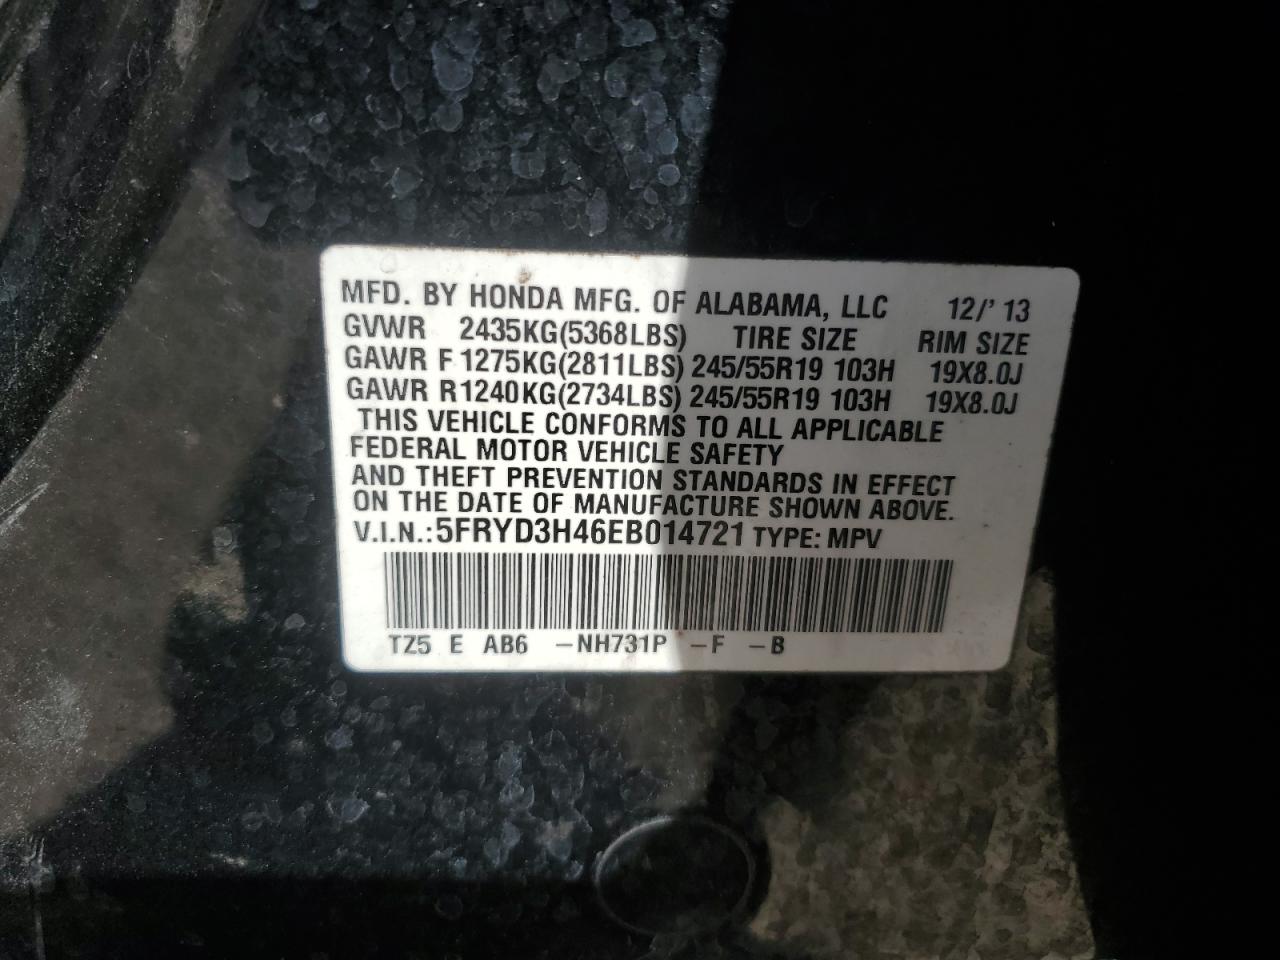 MFD. BY HONDA MFG. OF ALABAMA, LLC 12/'13
GVWR 2435KG(5368LBS) TIRE SIZE RIM SIZE
GAWR F 1275KG(2811LBS) 245/55R19 103H 19X8.0J
GAWR R1240KG(2734LBS) 245/55R19 103H 19X8.0J
THIS VEHICLE CONFORMS TO ALL APPLICABLE
FEDERAL MOTOR VEHICLE SAFETY
AND THEFT PREVENTION STANDARDS IN EFFECT
ON THE DATE OF MANUFACTURE SHOWN ABOVE.
V.I.N.:5FRYD3H46EB014721 TYPE: MPV
TZ5 E AB6 -NH731P -F -B